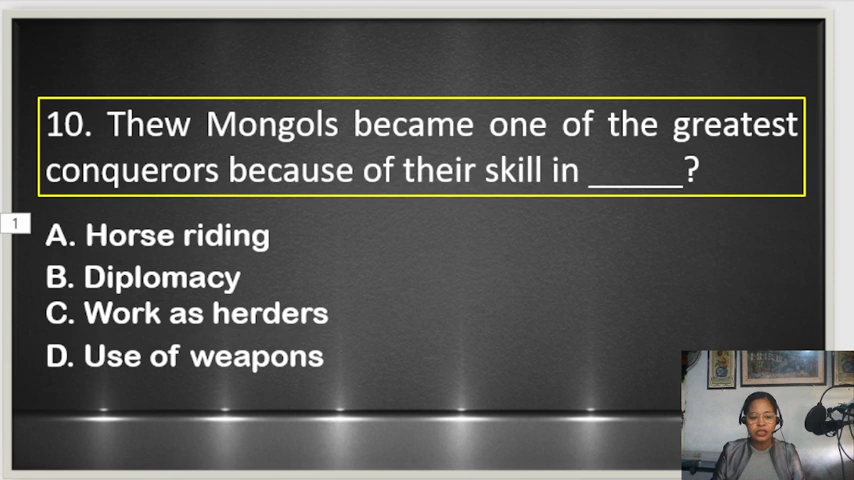 10. Thew Mongols became one of the greatest
conquerors because of their skill in ______?
1
A. Horse riding
B. Diplomacy
C. Work as herders
D. Use of weapons